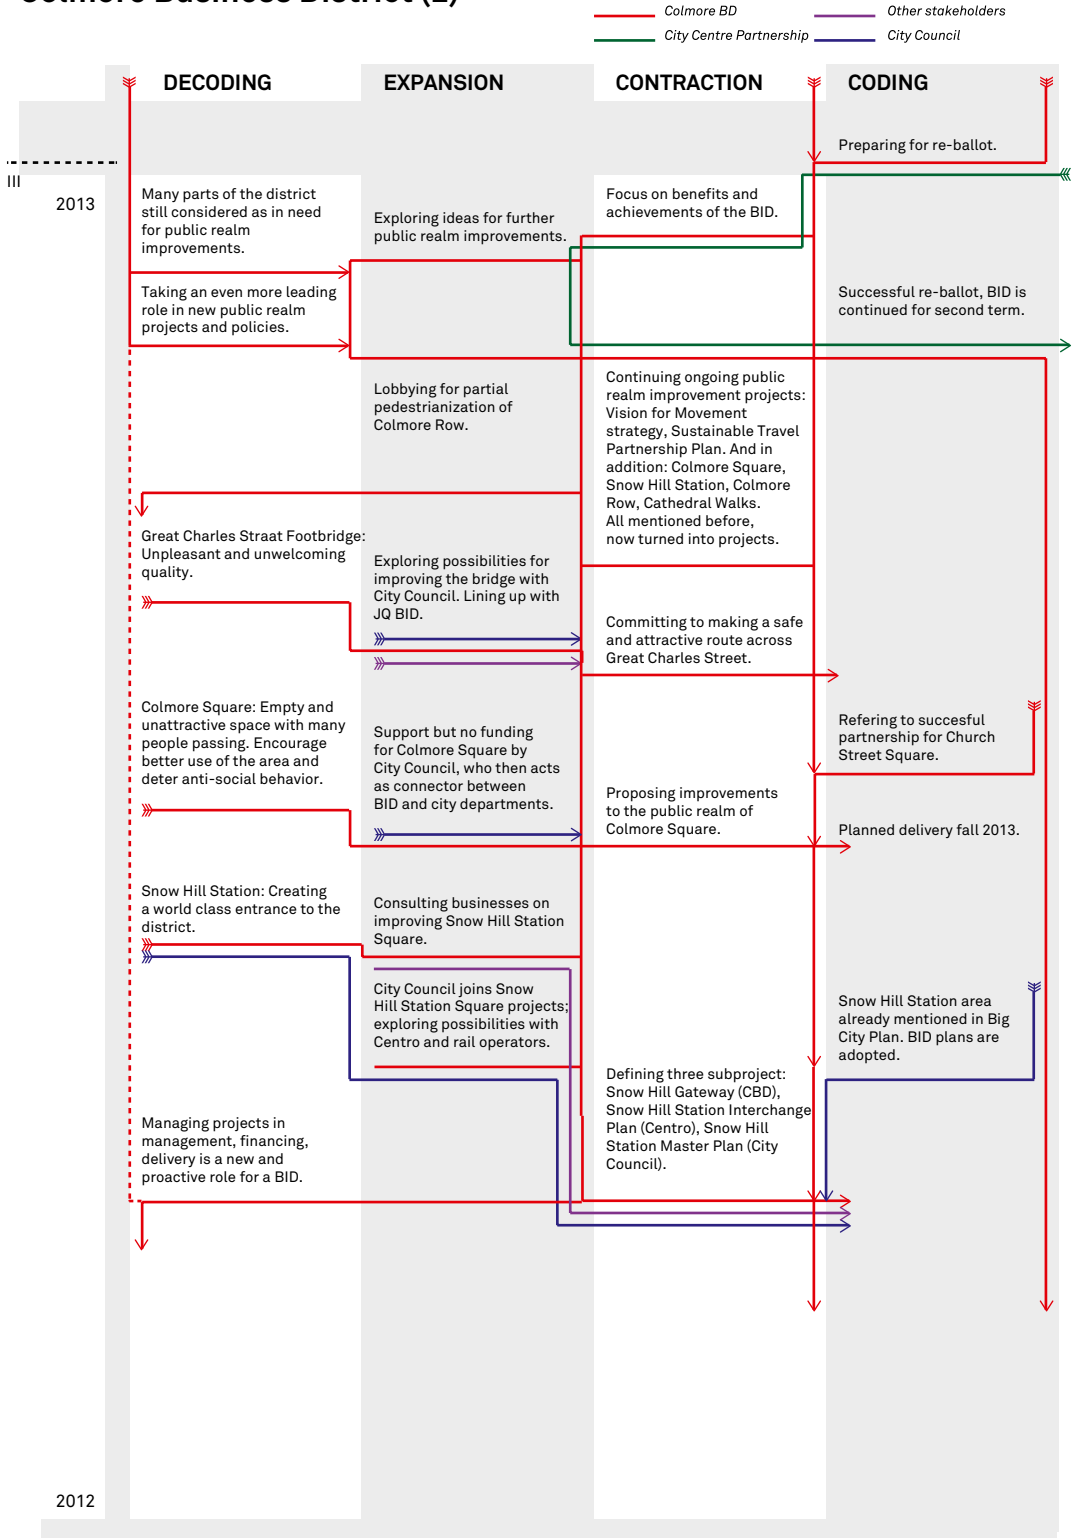 Colmore Business District (2)
Colmore BD
Other stakeholders
City Centre Partnership
City Council
DECODING
EXPANSION
CONTRACTION
CODING
Preparing for re-ballot.
III
2013
Many parts of the district
still considered as in need
for public realm
improvements.
Exploring ideas for further
public realm improvements.
Focus on benefits and
achievements of the BID.
Taking an even more leading
role in new public realm
projects and policies.
Successful re-ballot, BID is
continued for second term.
Lobbying for partial
pedestrianization of
Colmore Row.
Continuing ongoing public
realm improvement projects:
Vision for Movement
strategy, Sustainable Travel
Partnership Plan. And in
addition: Colmore Square,
Snow Hill Station, Colmore
Row, Cathedral Walks.
All mentioned before,
now turned into projects.
Great Charles Straat Footbridge:
Unpleasant and unwelcoming
quality.
Exploring possibilities for
improving the bridge with
City Council. Lining up with
JQ BID.
Committing to making a safe
and attractive route across
Great Charles Street.
Colmore Square: Empty and
unattractive space with many
people passing. Encourage
better use of the area and
deter anti-social behavior.
Support but no funding
for Colmore Square by
City Council, who then acts
as connector between
BID and city departments.
Refering to succesful
partnership for Church
Street Square.
Proposing improvements
to the public realm of
Colmore Square.
Planned delivery fall 2013.
Snow Hill Station: Creating
a world class entrance to the
district.
Consulting businesses on
improving Snow Hill Station
Square.
City Council joins Snow
Hill Station Square projects;
exploring possibilities with
Centro and rail operators.
Snow Hill Station area
already mentioned in Big
City Plan. BID plans are
adopted.
Defining three subproject:
Snow Hill Gateway (CBD),
Snow Hill Station Interchange
Plan (Centro), Snow Hill
Station Master Plan (City
Council).
Managing projects in
management, financing,
delivery is a new and
proactive role for a BID.
2012